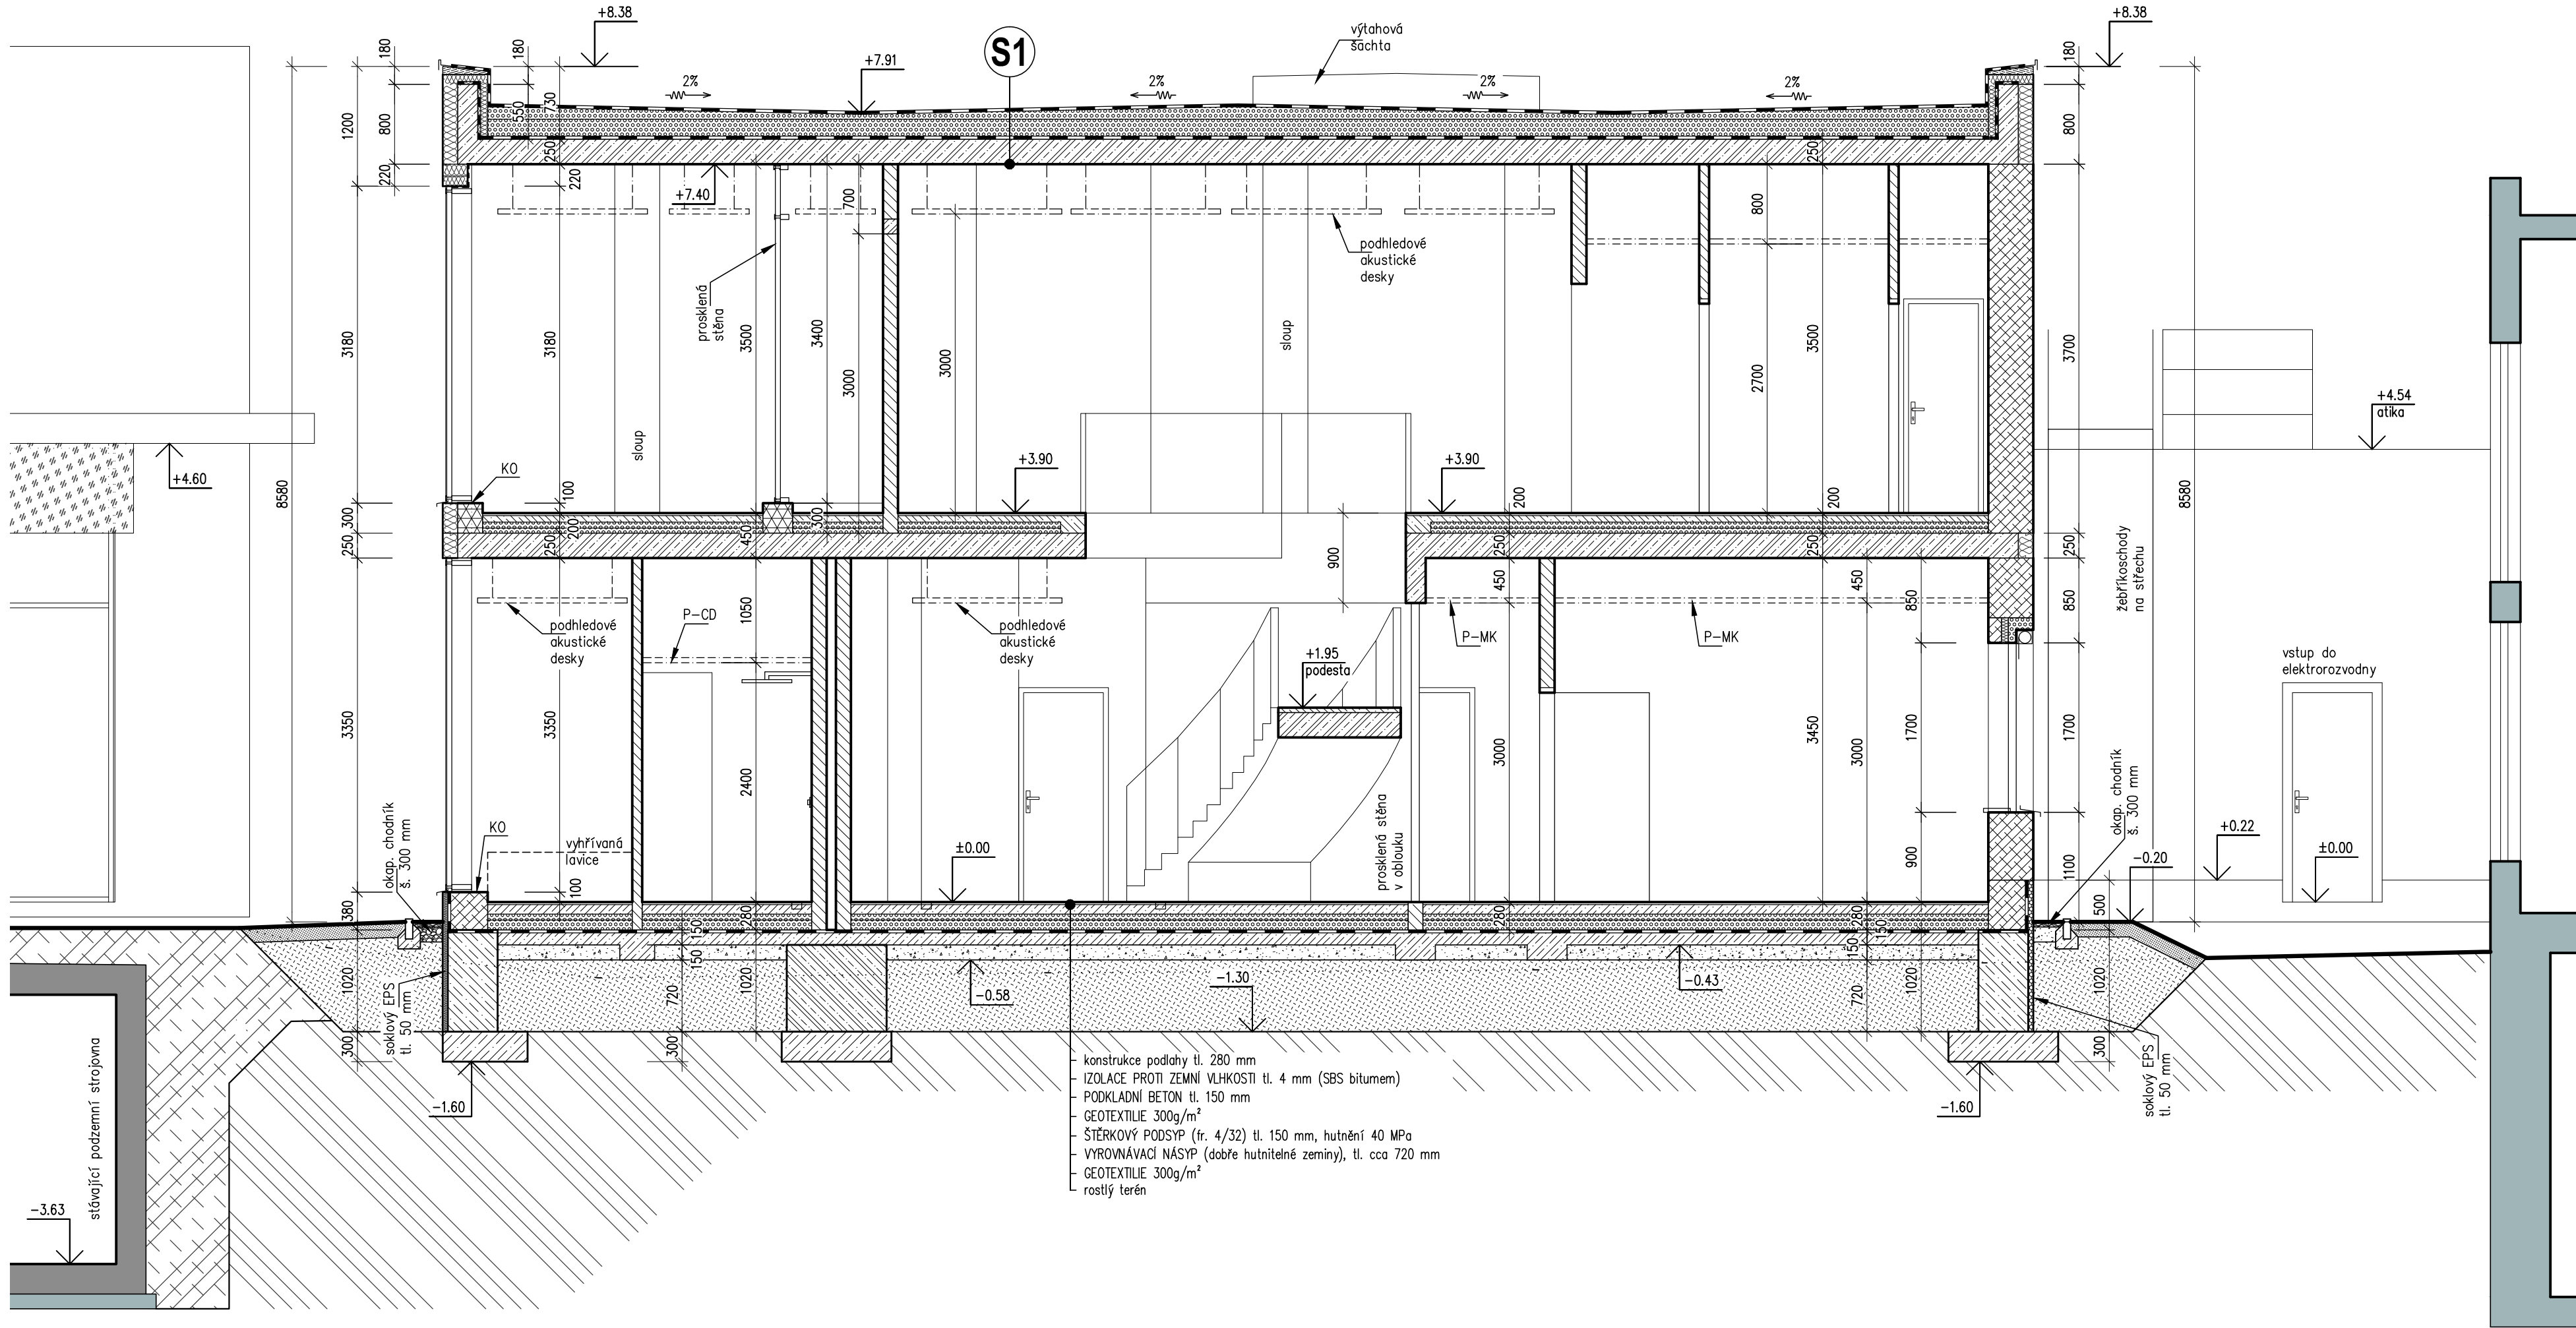 +8.38
+8.38
výtahová
šachta
S1
+7.91
2%
2%
2%
2%
180
180
180
1200
800
550
730
250
250
800
220
220
+7.40
700
800
podhledové
akustické
desky
prosklená
stěna
3180
3180
3500
3400
3000
3000
sloup
sloup
2700
3500
3700
+4.54
atika
+4.60
8580
8580
KO
+3.90
+3.90
100
200
200
300
200
450
300
250
250
250
250
250
900
450
450
850
850
žebříkoschody
na střechu
podhledové
akustické
desky
P-CD
1050
podhledové
akustické
desky
P-MK
P-MK
+1.95
podesta
vstup do
elektrorozvodny
3350
3350
2400
3000
3450
3000
1700
1700
okap. chodník
š. 300 mm
okap. chodník
š. 300 mm
KO
vyhřívaná
lavice
±0.00
prosklená stěna
v oblouku
900
1100
+0.22
±0.00
-0.20
100
380
280
280
280
500
150
150
150
150
1020
720
1020
-0.58
-1.30
-0.43
720
1020
1020
soklový EPS
tl. 50 mm
300
300
300
soklový EPS
tl. 50 mm
-1.60
-1.60
stávající podzemní strojovna
-3.63
konstrukce podlahy tl. 280 mm
IZOLACE PROTI ZEMNÍ VLHKOSTI tl. 4 mm (SBS bitumem)
PODKLADNÍ BETON tl. 150 mm
GEOTEXTILIE 300g/m²
ŠTĚRKOVÝ PODSYP (fr. 4/32) tl. 150 mm, hutnění 40 MPa
VYROVNÁVACÍ NÁSYP (dobře hutnitelné zeminy), tl. cca 720 mm
GEOTEXTILIE 300g/m²
rostlý terén